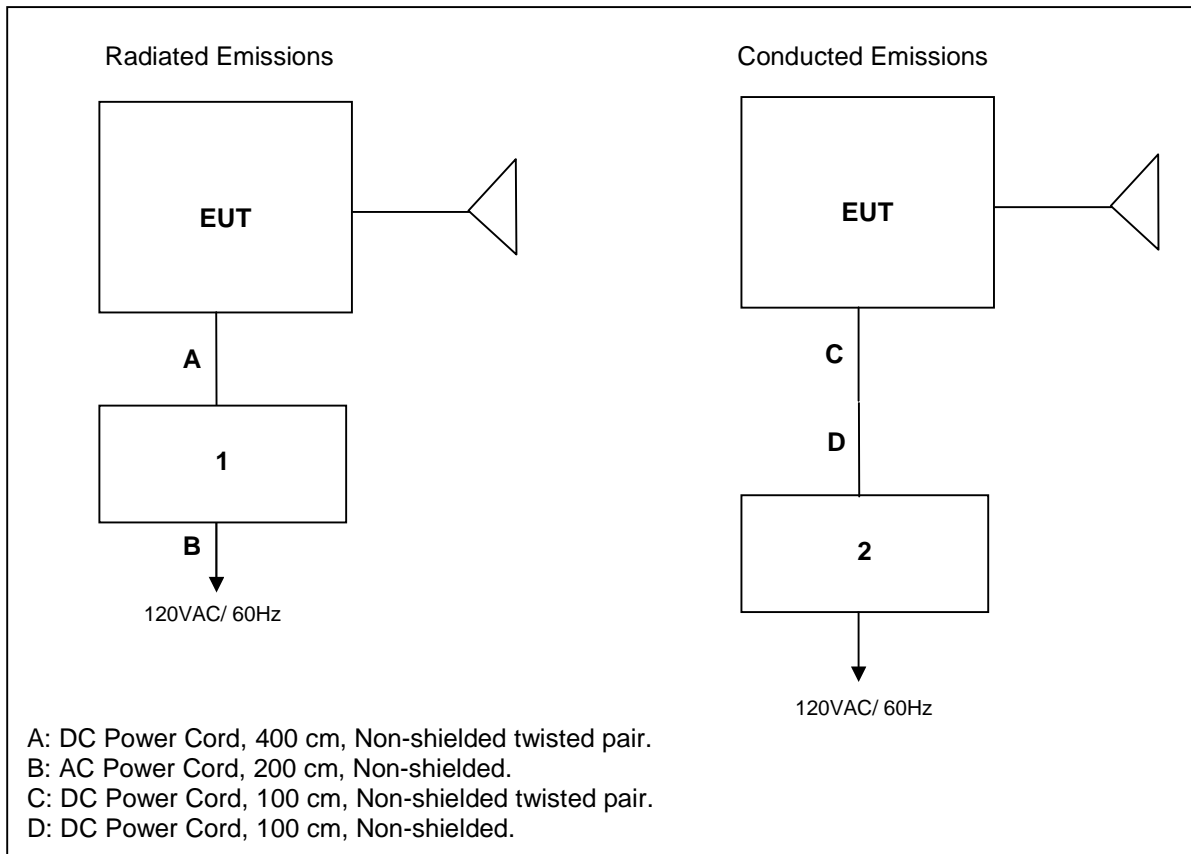 Radiated Emissions
EUT
A
1
B
120VAC/ 60Hz
Conducted Emissions
EUT
C
D
2
120VAC/ 60Hz
A: DC Power Cord, 400 cm, Non-shielded twisted pair.
B: AC Power Cord, 200 cm, Non-shielded.
C: DC Power Cord, 100 cm, Non-shielded twisted pair.
D: DC Power Cord, 100 cm, Non-shielded.